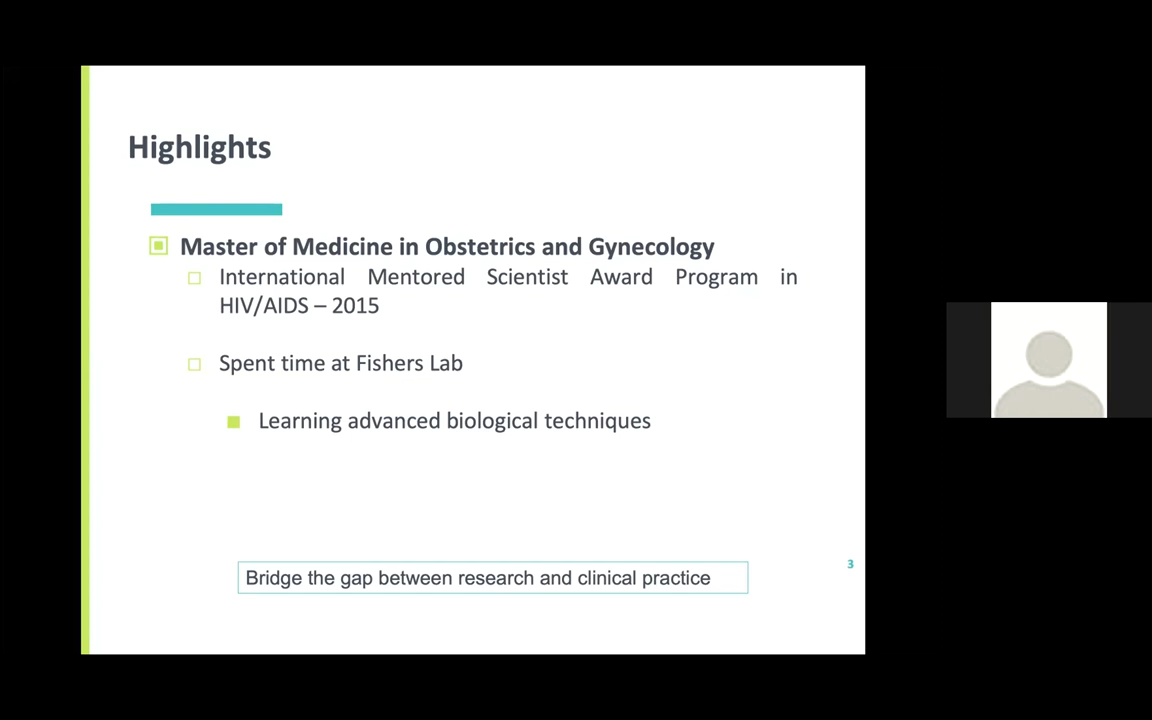 Highlights
Master of Medicine in Obstetrics and Gynecology
International Mentored Scientist Award Program in
HIV/AIDS – 2015
Spent time at Fishers Lab
Learning advanced biological techniques
3
Bridge the gap between research and clinical practice